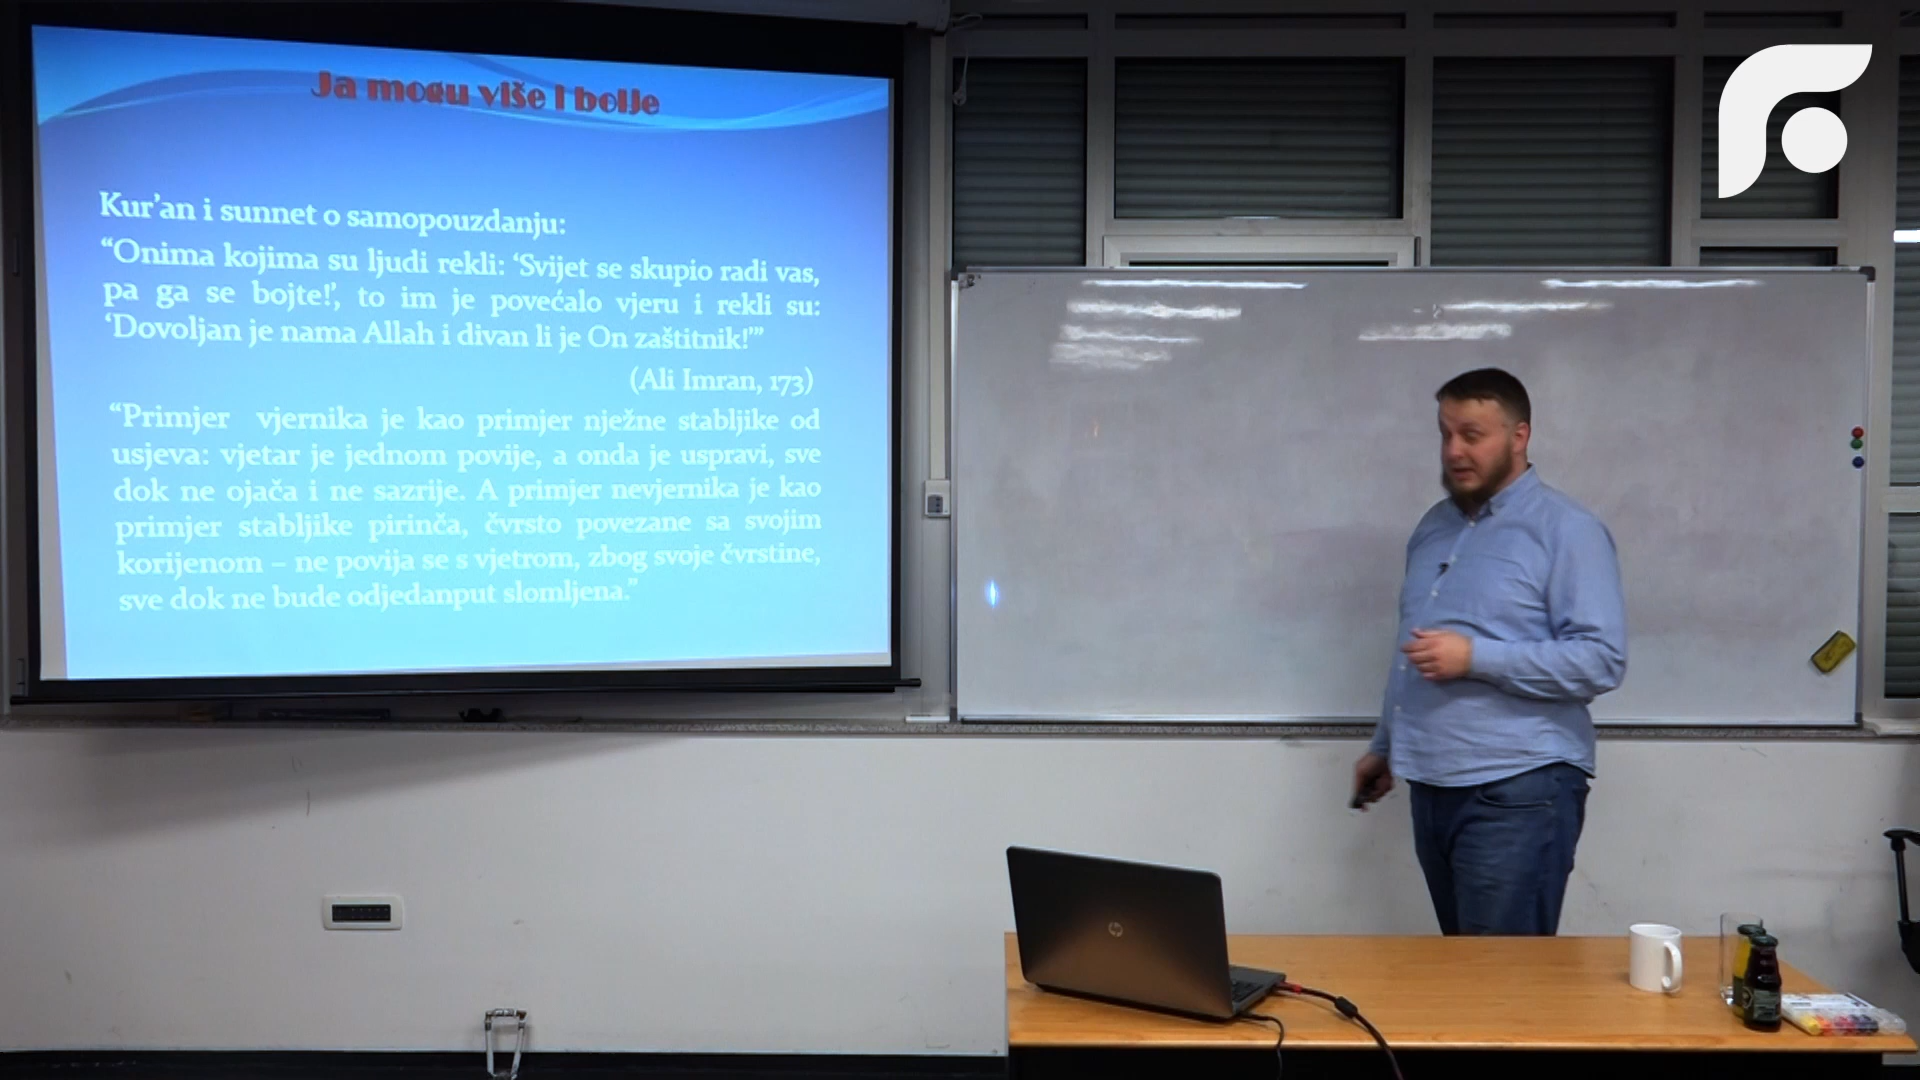 Ja mogu više i bolje
Kur'an i sunnet o samopouzdanju:
“Onima kojima su ljudi rekli: ‘Svijet se skupio radi vas,
pa ga se bojte!’, to im je povećalo vjeru i rekli su:
‘Dovoljan je nama Allah i divan li je On zaštitnik!’”
(Ali Imran, 173)
“Primjer vjernika je kao primjer nježne stabljike od
usjeva: vjetar je jednom povije, a onda je uspravi, sve
dok ne ojača i ne sazrije. A primjer nevjernika je kao
primjer stabljike pirinča, čvrsto povezane sa svojim
korijenom – ne povija se s vjetrom, zbog svoje čvrstine,
sve dok ne bude odjedanput slomljena.”
hp